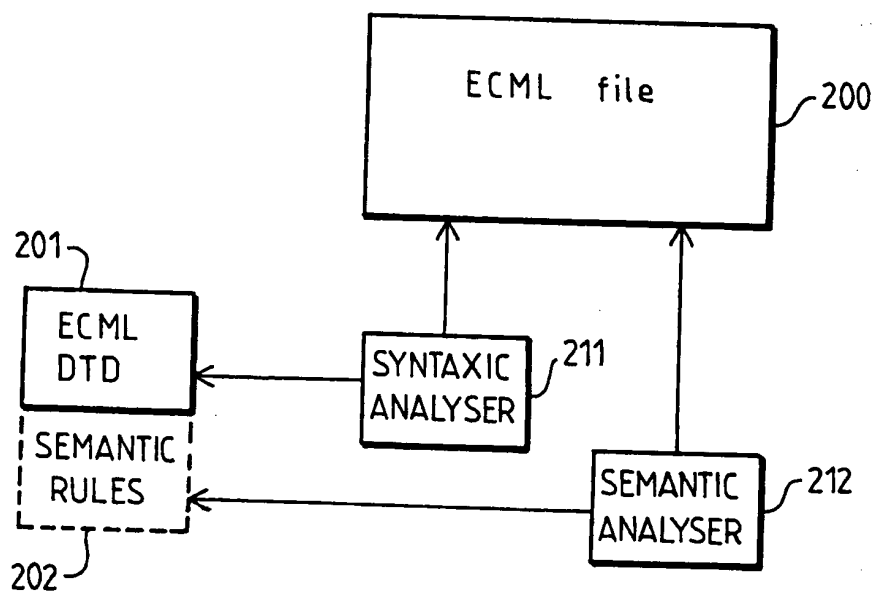 ECML file
200
201
ECML
DTD
SYNTAXIC
ANALYSER
211
SEMANTIC
RULES
SEMANTIC
ANALYSER
212
202